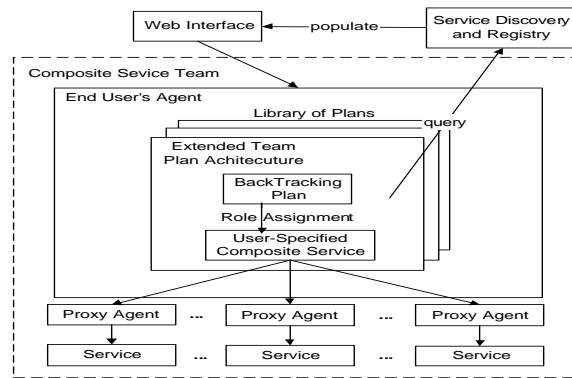 Web Interface
populate
Service Discovery
and Registry
Composite Sevice Team
End User's Agent
Library of Plans
query
Extended Team
Plan Achitecuture
BackTracking
Plan
Role Assignment
User-Specified
Composite Service
Proxy Agent ... Proxy Agent ... Proxy Agent
Service ... Service ... Service